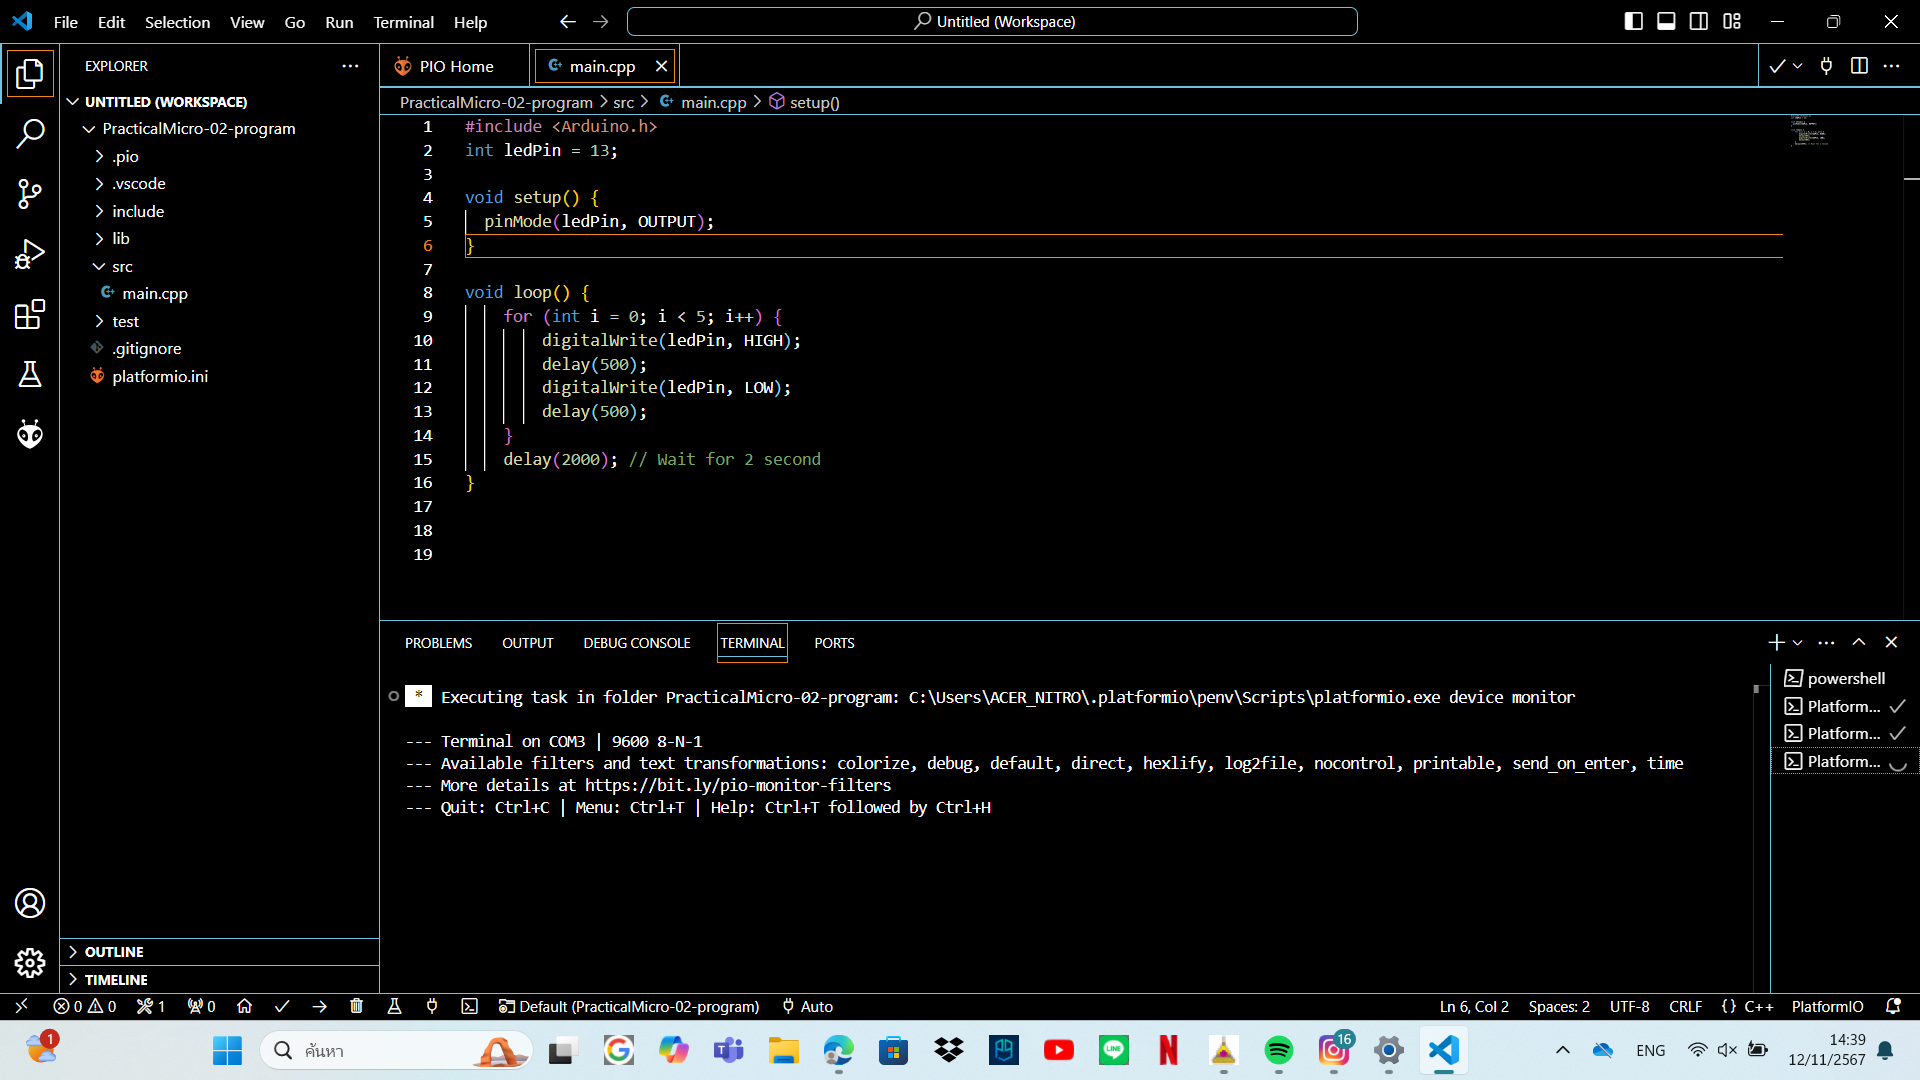 File Edit Selection View Go Run Terminal Help
Untitled (Workspace)
EXPLORER
UNTITLED (WORKSPACE)
PracticalMicro-02-program
.pio
.vscode
include
lib
src
main.cpp
test
.gitignore
platformio.ini
OUTLINE
TIMELINE
PIO Home
main.cpp
PracticalMicro-02-program > src > main.cpp > setup()
1 #include <Arduino.h>
2 int ledPin = 13;
3
4 void setup() {
5 pinMode(ledPin, OUTPUT);
6 }
7
8 void loop() {
9 for (int i = 0; i < 5; i++) {
10 digitalWrite(ledPin, HIGH);
11 delay(500);
12 digitalWrite(ledPin, LOW);
13 delay(500);
14 }
15 delay(2000); // Wait for 2 second
16 }
17
18
19
PROBLEMS OUTPUT DEBUG CONSOLE TERMINAL PORTS
* Executing task in folder PracticalMicro-02-program: C:\Users\ACER_NITRO\.platformio\penv\Scripts\platformio.exe device monitor
--- Terminal on COM3 | 9600 8-N-1
--- Available filters and text transformations: colorize, debug, default, direct, hexlify, log2file, nocontrol, printable, send_on_enter, time
--- More details at https://bit.ly/pio-monitor-filters
--- Quit: Ctrl+C | Menu: Ctrl+T | Help: Ctrl+T followed by Ctrl+H
powershell
Platform...
Platform...
Platform...
0 0 1 0 Default (PracticalMicro-02-program) Auto
Ln 6, Col 2 Spaces: 2 UTF-8 CRLF {} C++ PlatformIO
1
ค้นหา
LINE
16
ENG
14:39
12/11/2567